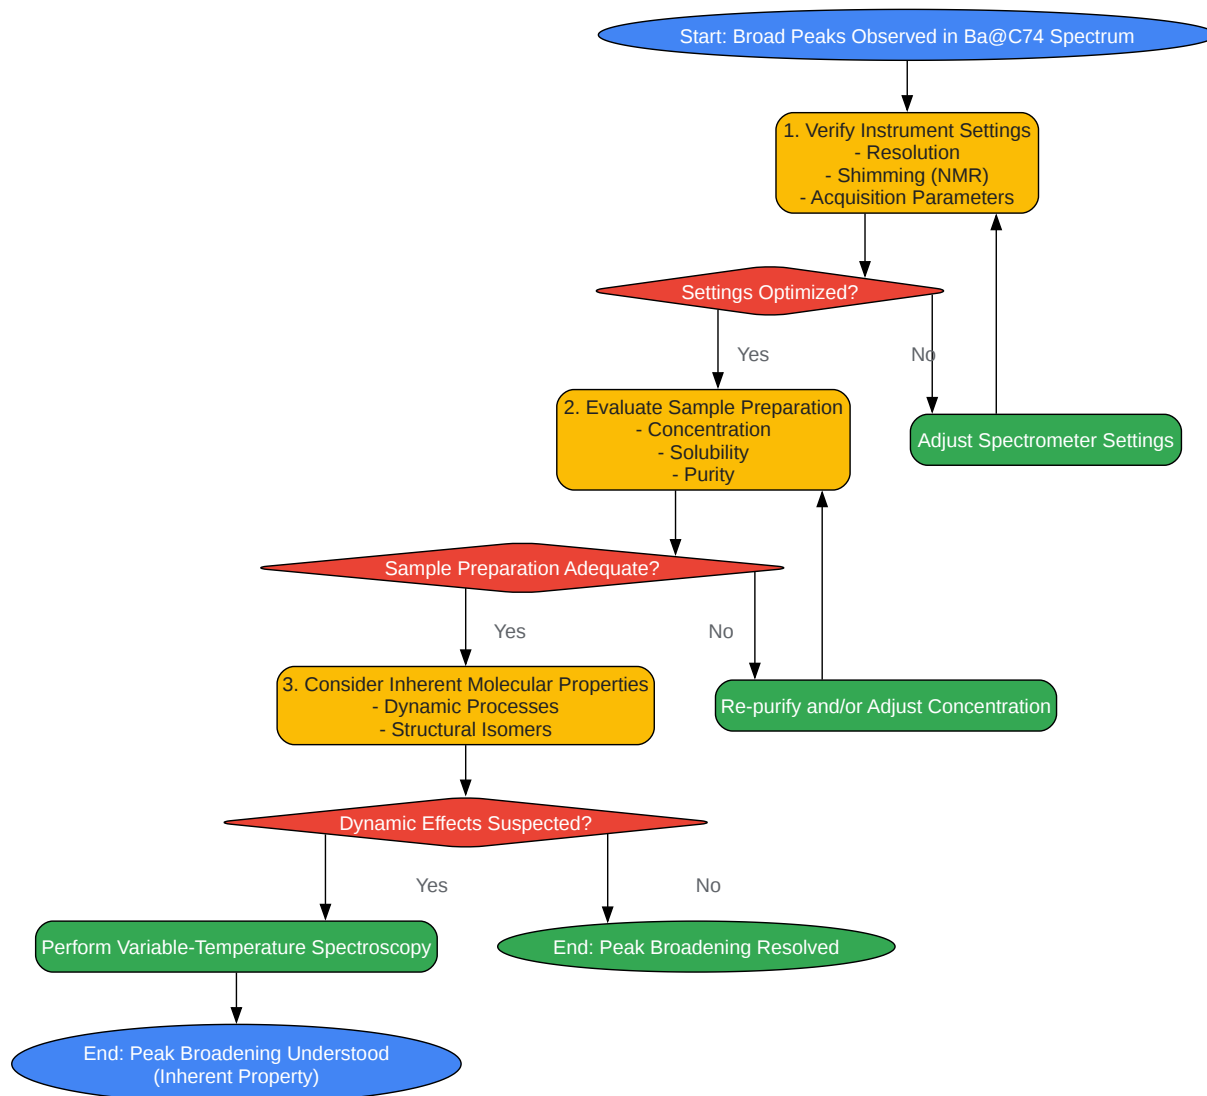 Start: Broad Peaks Observed in Ba@C74 Spectrum
1. Verify Instrument Settings
- Resolution
- Shimming (NMR)
- Acquisition Parameters
Settings Optimized?
Yes
No
2. Evaluate Sample Preparation
- Concentration
- Solubility
- Purity
Adjust Spectrometer Settings
Sample Preparation Adequate?
Yes
No
3. Consider Inherent Molecular Properties
- Dynamic Processes
- Structural Isomers
Re-purify and/or Adjust Concentration
Dynamic Effects Suspected?
Yes
No
Perform Variable-Temperature Spectroscopy
End: Peak Broadening Resolved
End: Peak Broadening Understood
(Inherent Property)